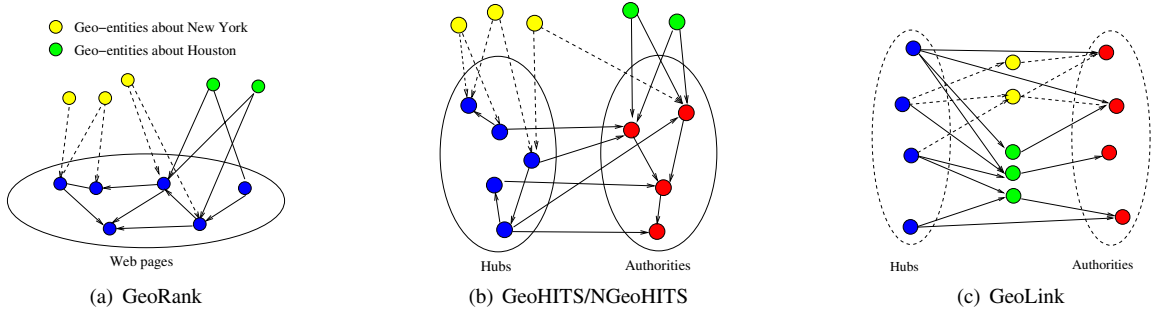 Geo-entities about New York
Geo-entities about Houston
Web pages
(a) GeoRank
Hubs
Authorities
(b) GeoHITS/NGeoHITS
Hubs
Authorities
(c) GeoLink